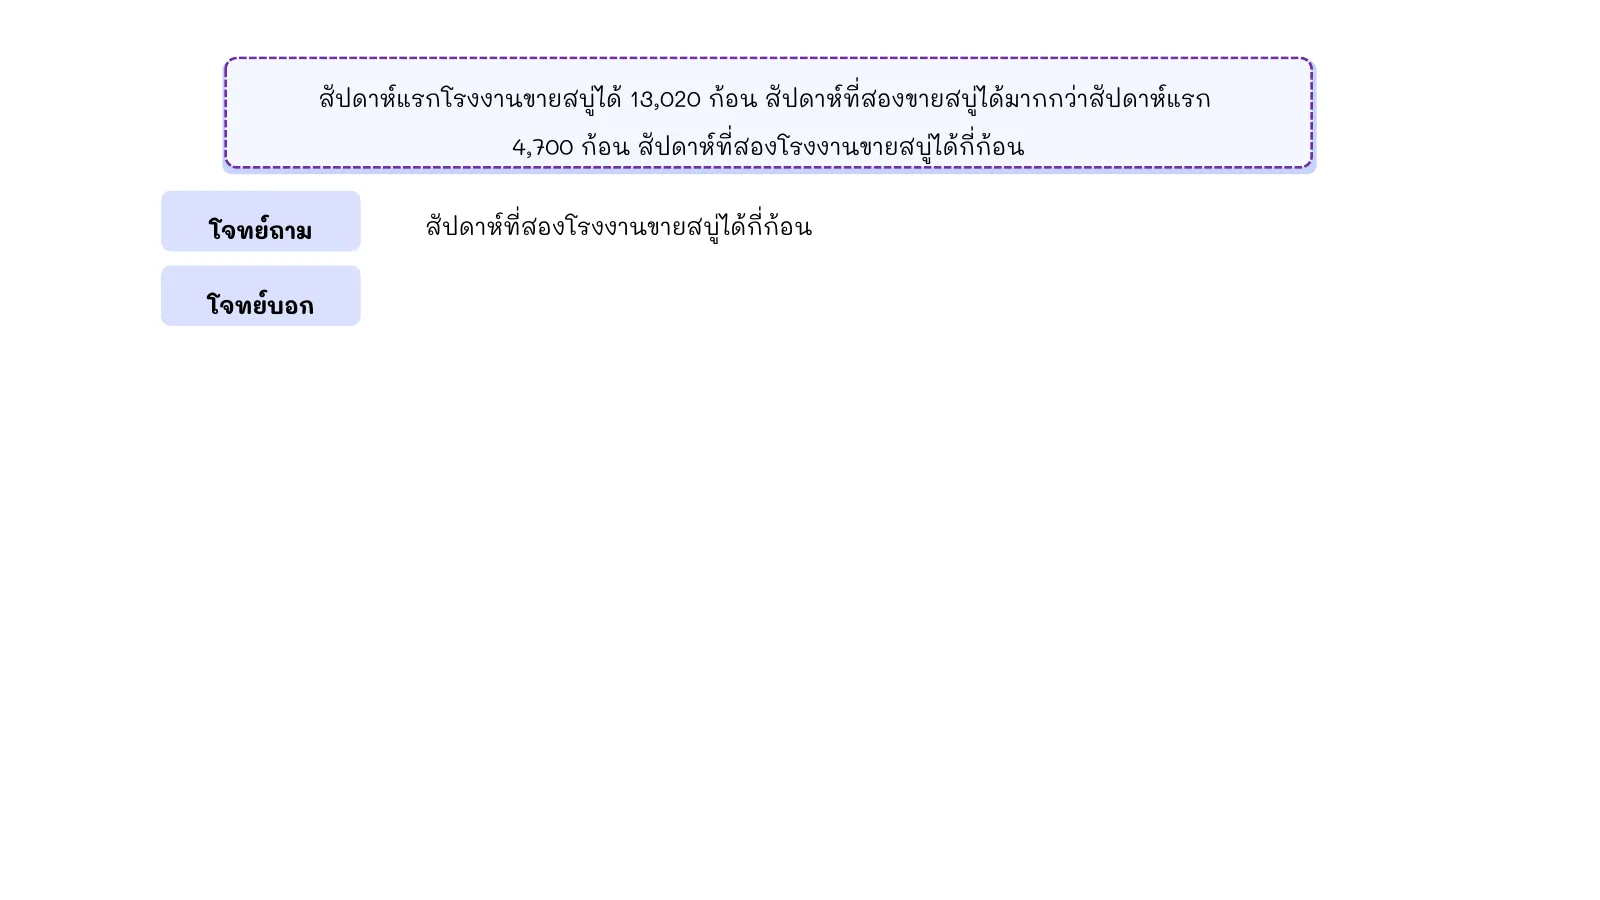 สัปดาห์แรกโรงงานขายสบู่ได้ 13,020 ก้อน สัปดาห์ที่สองขายสบู่ได้มากกว่าสัปดาห์แรก
4,700 ก้อน สัปดาห์ที่สองโรงงานขายสบู่ได้กี่ก้อน
โจทย์ถาม สัปดาห์ที่สองโรงงานขายสบู่ได้กี่ก้อน
โจทย์บอก